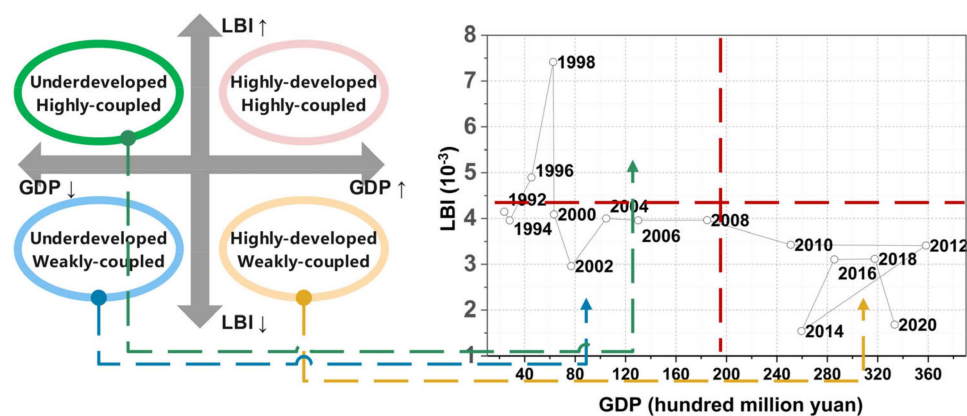 LBI ↑
Underdeveloped
Highly-coupled
Highly-developed
Highly-coupled
GDP ↓
GDP ↑
Underdeveloped
Weakly-coupled
Highly-developed
Weakly-coupled
LBI ↓
LBI (10⁻³)
8
7
6
5
4
3
2
1
1998
1996
1992
1994
2000
2002
2004
2006
2008
2010
2012
2018
2016
2014
2020
40 80 120 160 200 240 280 320 360
GDP (hundred million yuan)